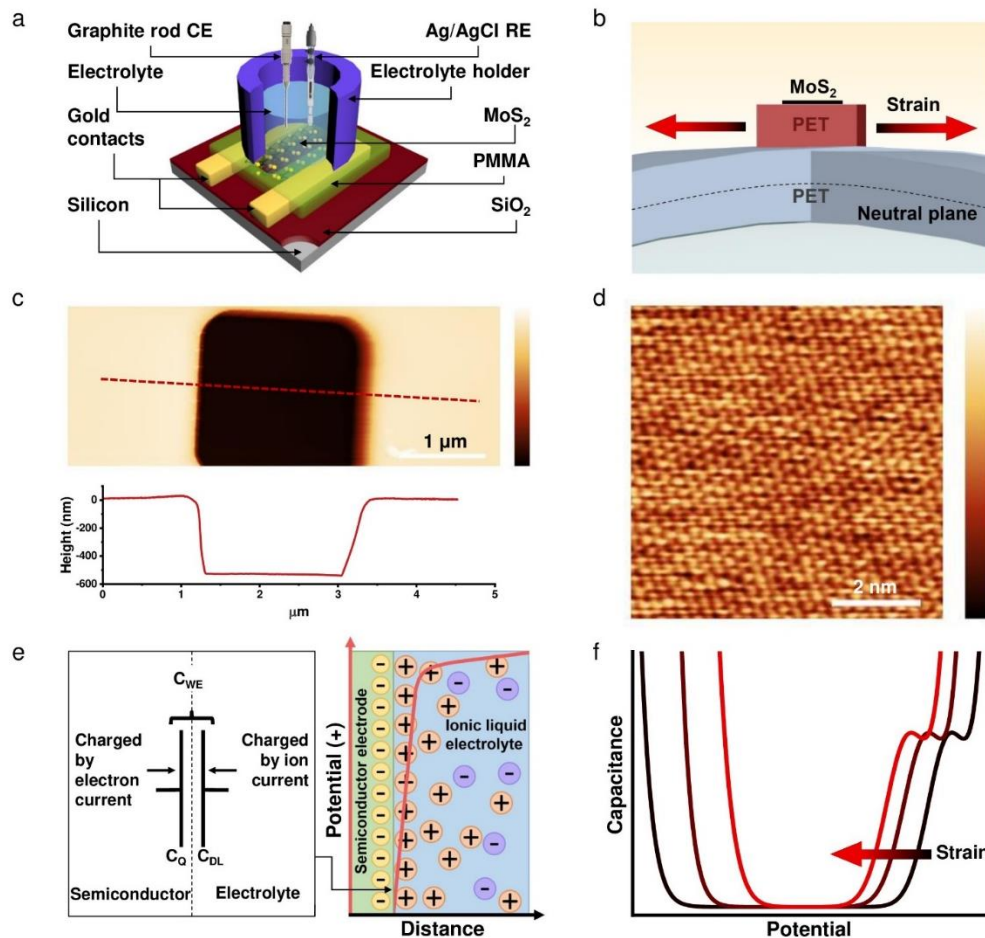 a
Graphite rod CE
Ag/AgCl RE
Electrolyte
Electrolyte holder
Gold
contacts
MoS2
PMMA
Silicon
SiO2
b
MoS2
Strain
PET
PET
Neutral plane
c
1 µm
Height (nm)
0
-200
-400
-600
0
1
2
3
4
5
µm
d
2 nm
e
CWE
Charged
by
electron
current
Charged
by ion
current
CQ
CDL
Semiconductor
Electrolyte
Potential (+)
Semiconductor electrode
Ionic liquid
electrolyte
Distance
f
Capacitance
Strain
Potential